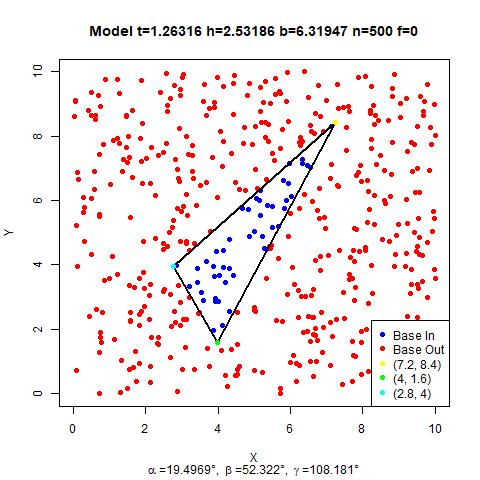 Model t=1.26316 h=2.53186 b=6.31947 n=500 f=0
10
8
6
4
2
0
Y
Base In
Base Out
(7.2, 8.4)
(4, 1.6)
(2.8, 4)
0 2 4 6 8 10
X
α =19.4969°, β =52.322°, γ =108.181°